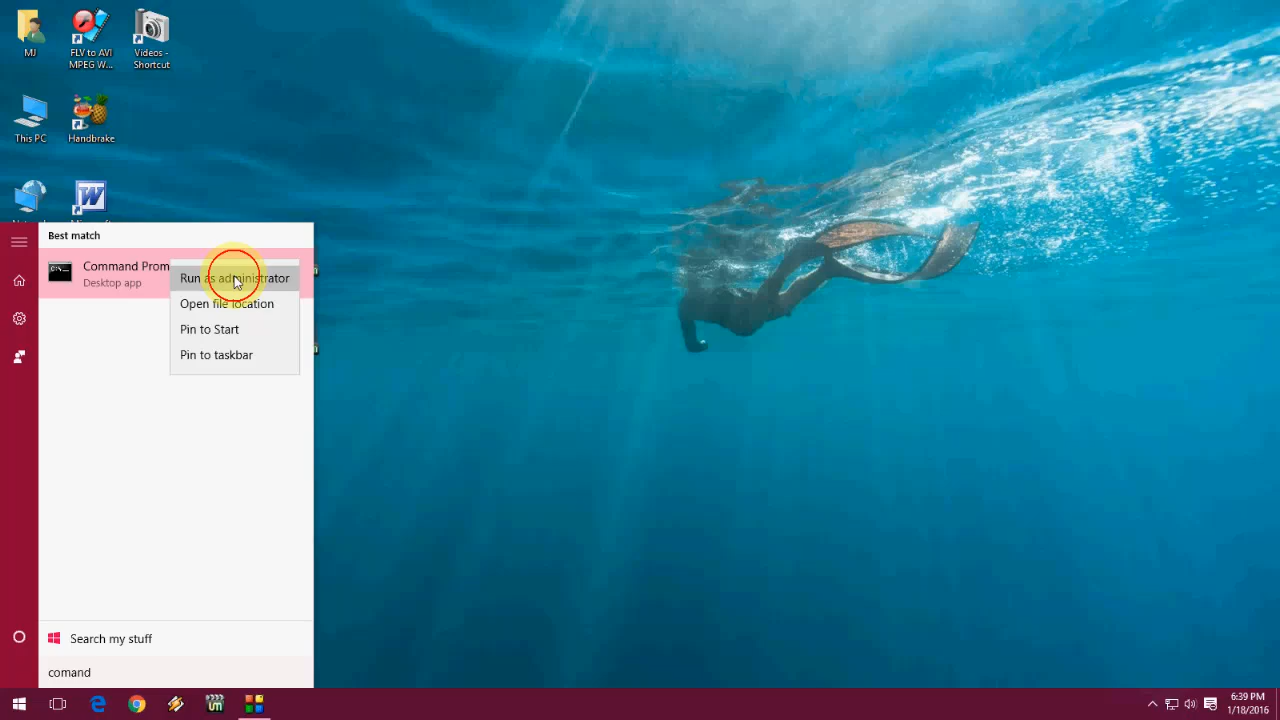 MJ
FLV to AVI
MPEG W...
Videos -
Shortcut
This PC
Handbrake
Best match
Command Prom
Desktop app
Run as administrator
Open file location
Pin to Start
Pin to taskbar
Search my stuff
comand
6:39 PM
1/18/2016